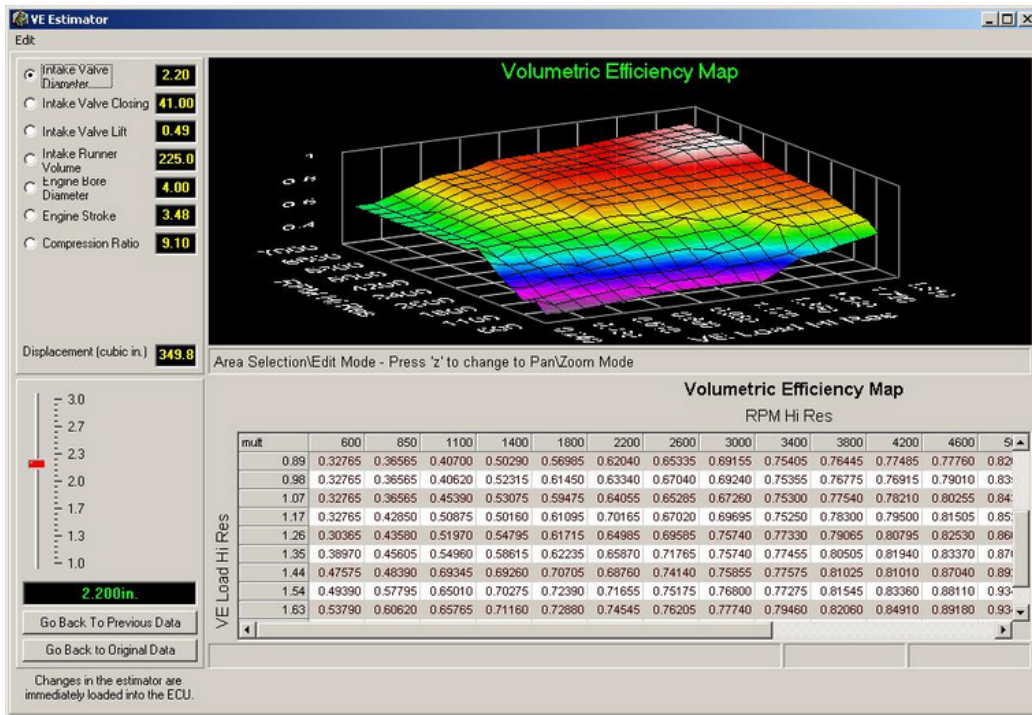 VE Estimator
Edit
Intake Valve
Diameter
2.20
Intake Valve Closing 41.00
Intake Valve Lift 0.49
Intake Runner
Volume
225.0
Engine Bore
Diameter
4.00
Engine Stroke 3.48
Compression Ratio 9.10
Displacement (cubic in.) 349.8
Volumetric Efficiency Map
1
0.8
0.6
0.4
RPM Hi Res
VE Load Hi Res
Area Selection\Edit Mode - Press 'z' to change to Pan\Zoom Mode
3.0
2.7
2.3
2.0
1.7
1.3
1.0
2.200in.
Go Back To Previous Data
Go Back to Original Data
Changes in the estimator are
immediately loaded into the ECU.
Volumetric Efficiency Map
RPM Hi Res
VE Load Hi Res
mult 600 850 1100 1400 1800 2200 2600 3000 3400 3800 4200 4600
0.89 0.32765 0.36565 0.40700 0.50290 0.56985 0.62040 0.65335 0.69155 0.75405 0.76445 0.77485 0.77760
0.98 0.32765 0.36565 0.40620 0.52315 0.61450 0.63340 0.67040 0.69240 0.75355 0.76775 0.76915 0.79010
1.07 0.32765 0.36565 0.45390 0.53075 0.59475 0.64055 0.65285 0.67260 0.75300 0.77540 0.78210 0.80255
1.17 0.32765 0.42850 0.50875 0.50160 0.61095 0.70165 0.67020 0.69695 0.75250 0.78300 0.79500 0.81505
1.26 0.30365 0.43580 0.51970 0.54795 0.61715 0.64985 0.69585 0.75740 0.77330 0.79065 0.80795 0.82530
1.35 0.38970 0.45605 0.54960 0.58615 0.62235 0.65870 0.71765 0.75740 0.77455 0.80505 0.81940 0.83370
1.44 0.47575 0.48390 0.69345 0.69260 0.70705 0.68760 0.74140 0.75855 0.77575 0.81025 0.81010 0.87040
1.54 0.49390 0.57795 0.65010 0.70275 0.72390 0.71655 0.75175 0.76800 0.77275 0.81545 0.83360 0.88110
1.63 0.53790 0.60620 0.65765 0.71160 0.72880 0.74545 0.76205 0.77740 0.79460 0.82060 0.84910 0.89180